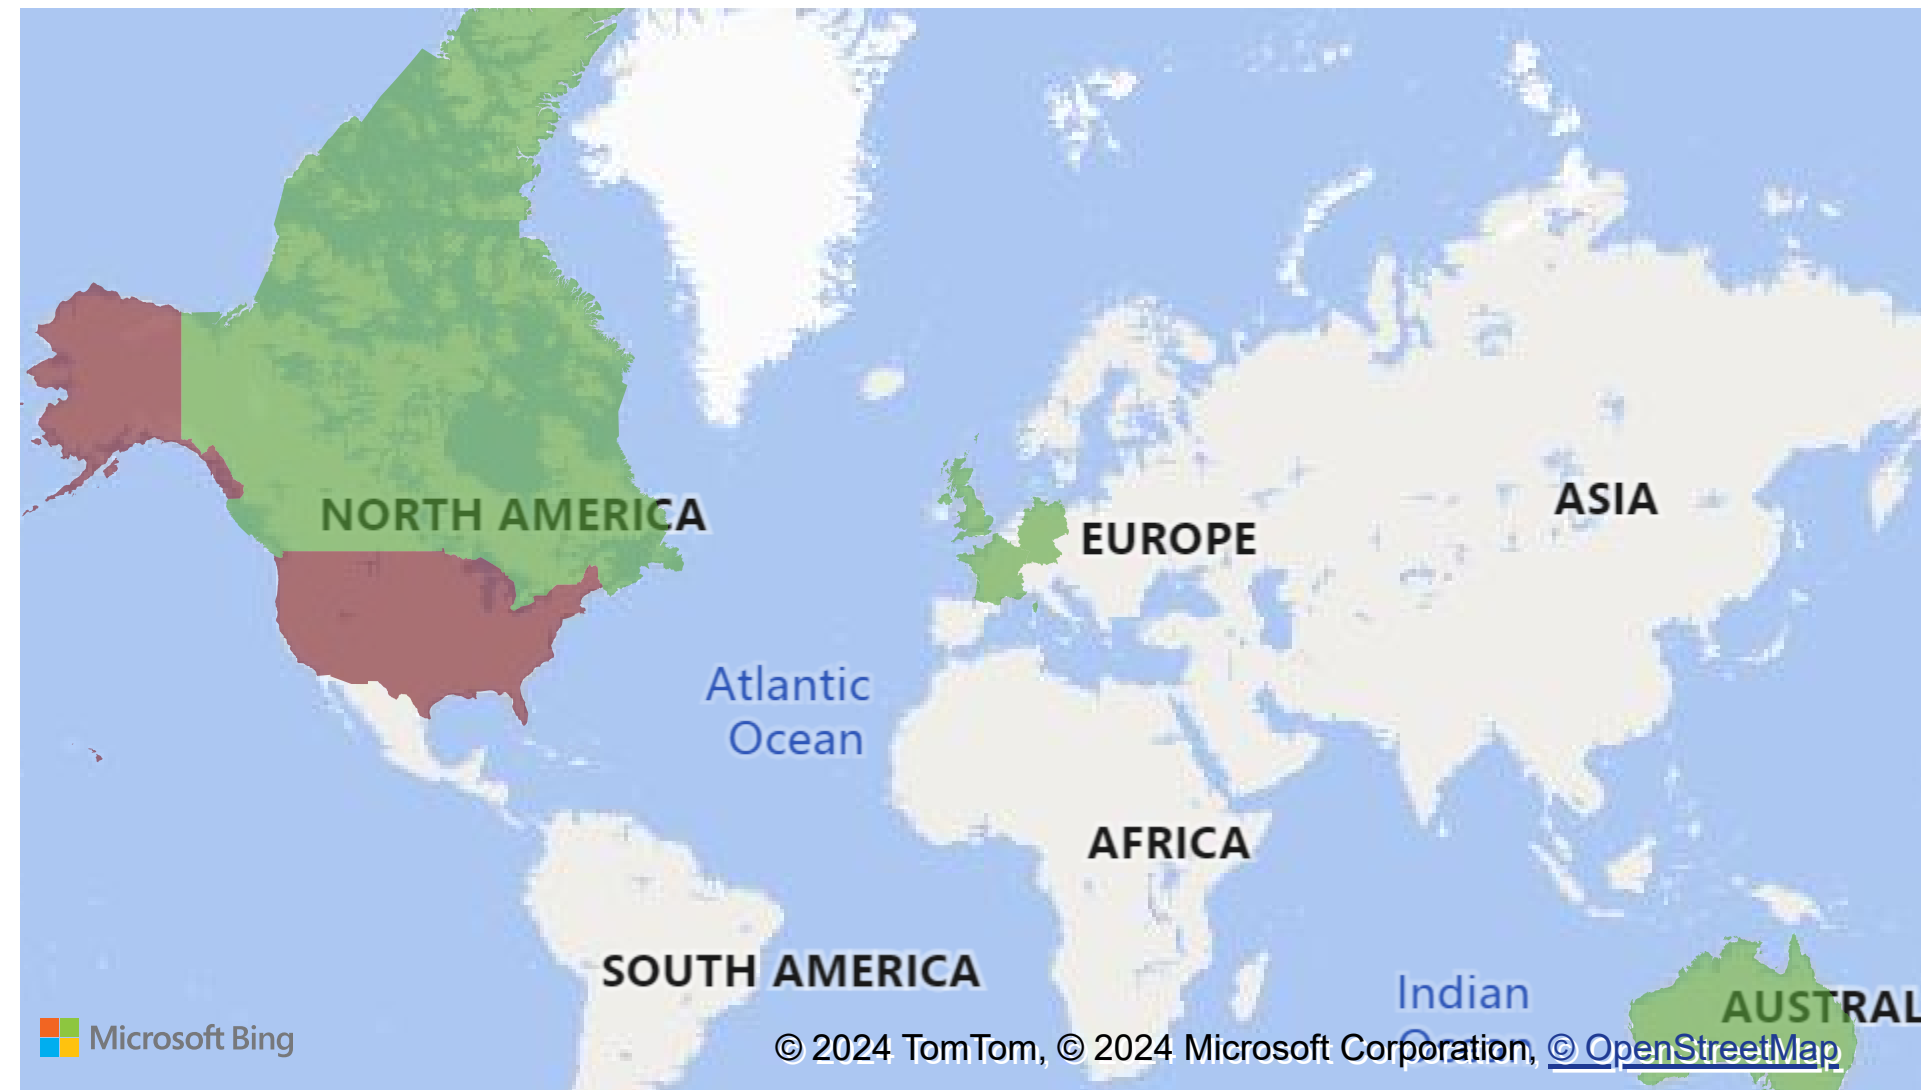 NORTH AMERICA
ASIA
EUROPE
Atlantic
Ocean
AFRICA
SOUTH AMERICA
Indian
Ocean
AUSTRAL
Microsoft Bing
© 2024 TomTom, © 2024 Microsoft Corporation, © OpenStreetMap